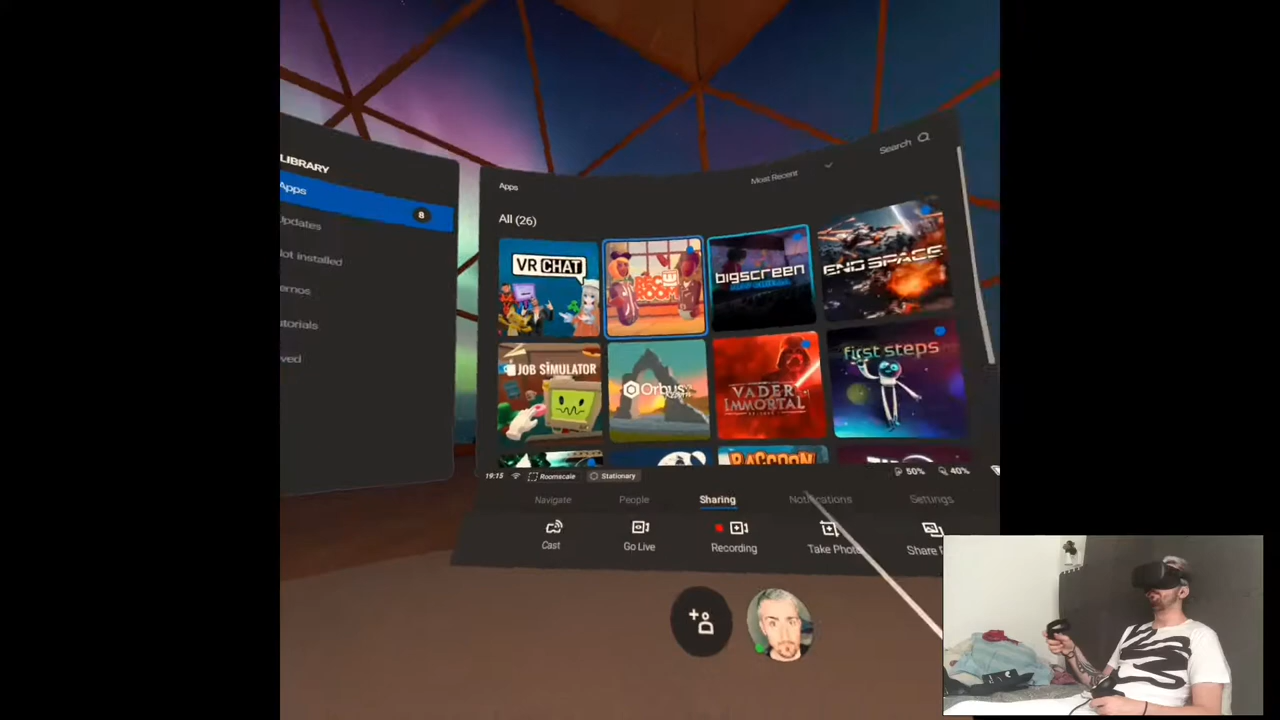 LIBRARY
Apps
8
Updates
Not installed
Demos
Tutorials
Saved
Apps
Most Recent
Search
All (26)
VR CHAT
REC ROOM
bigscreen
END SPACE
JOB SIMULATOR
Orbus
VADER
IMMORTAL
first steps
RACCOON
19:15
Roomscale
Stationary
50%
40%
Navigate
People
Sharing
Notifications
Settings
Cast
Go Live
Recording
Take Photo
Share